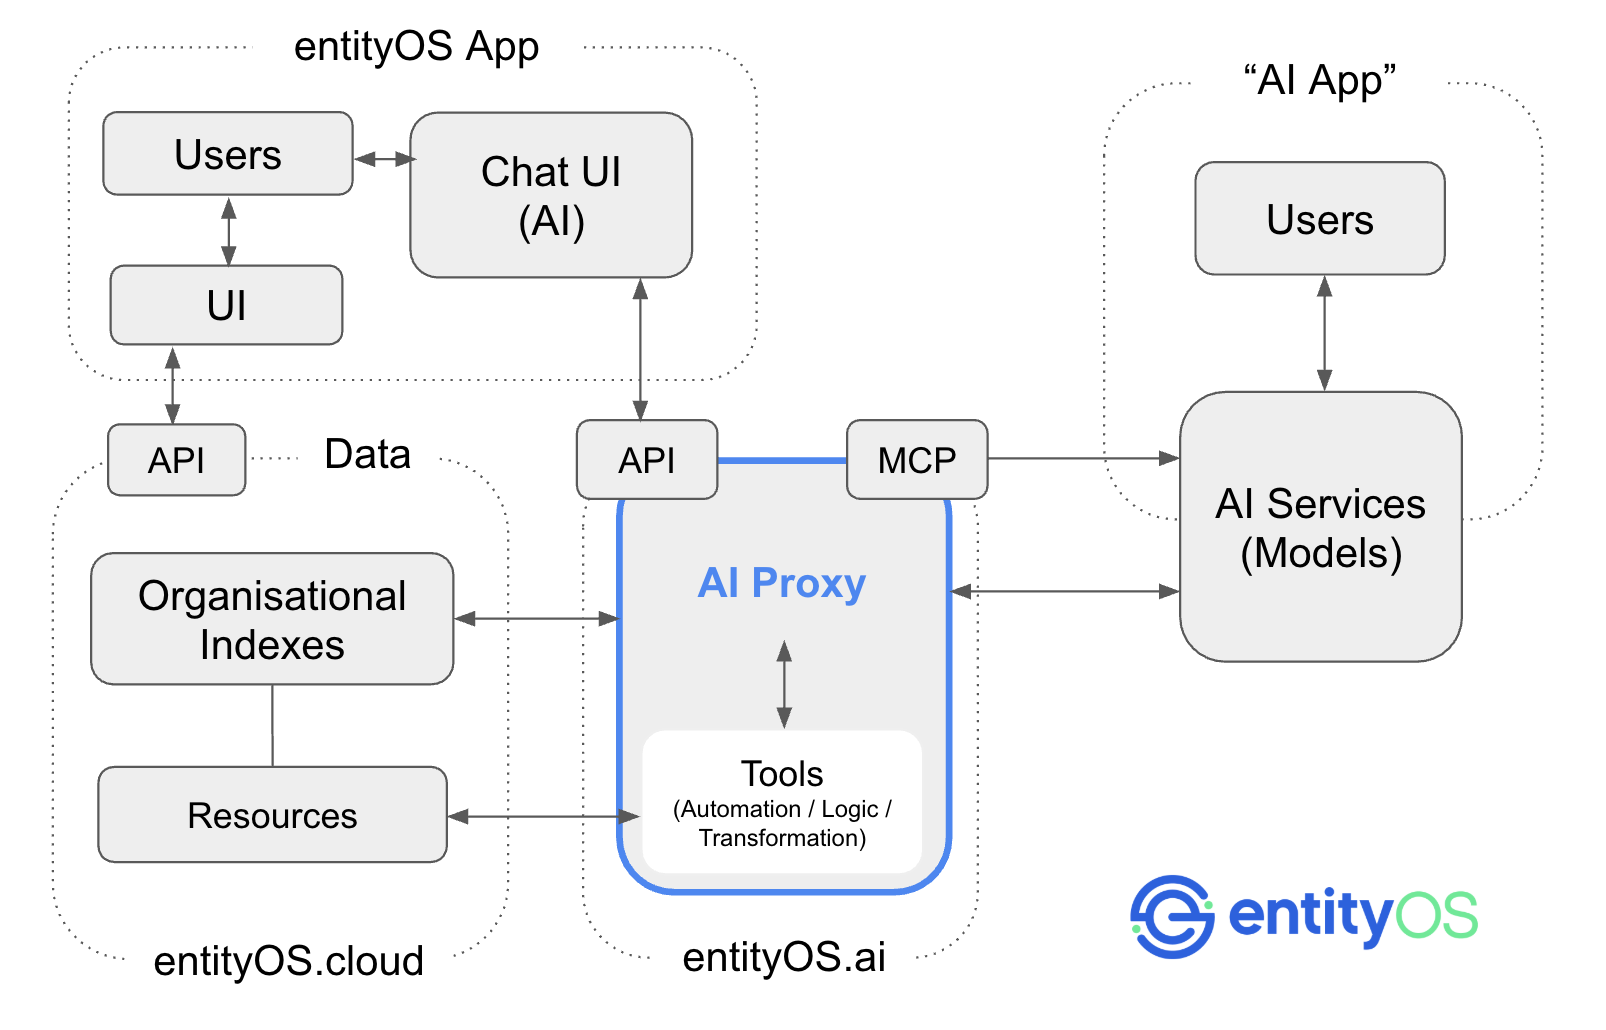 entityOS App
Users
Chat UI
(AI)
UI
“AI App”
Users
API
Data
API
MCP
AI Services
(Models)
Organisational
Indexes
AI Proxy
Resources
Tools
(Automation / Logic /
Transformation)
entityOS.cloud
entityOS.ai
entityOS